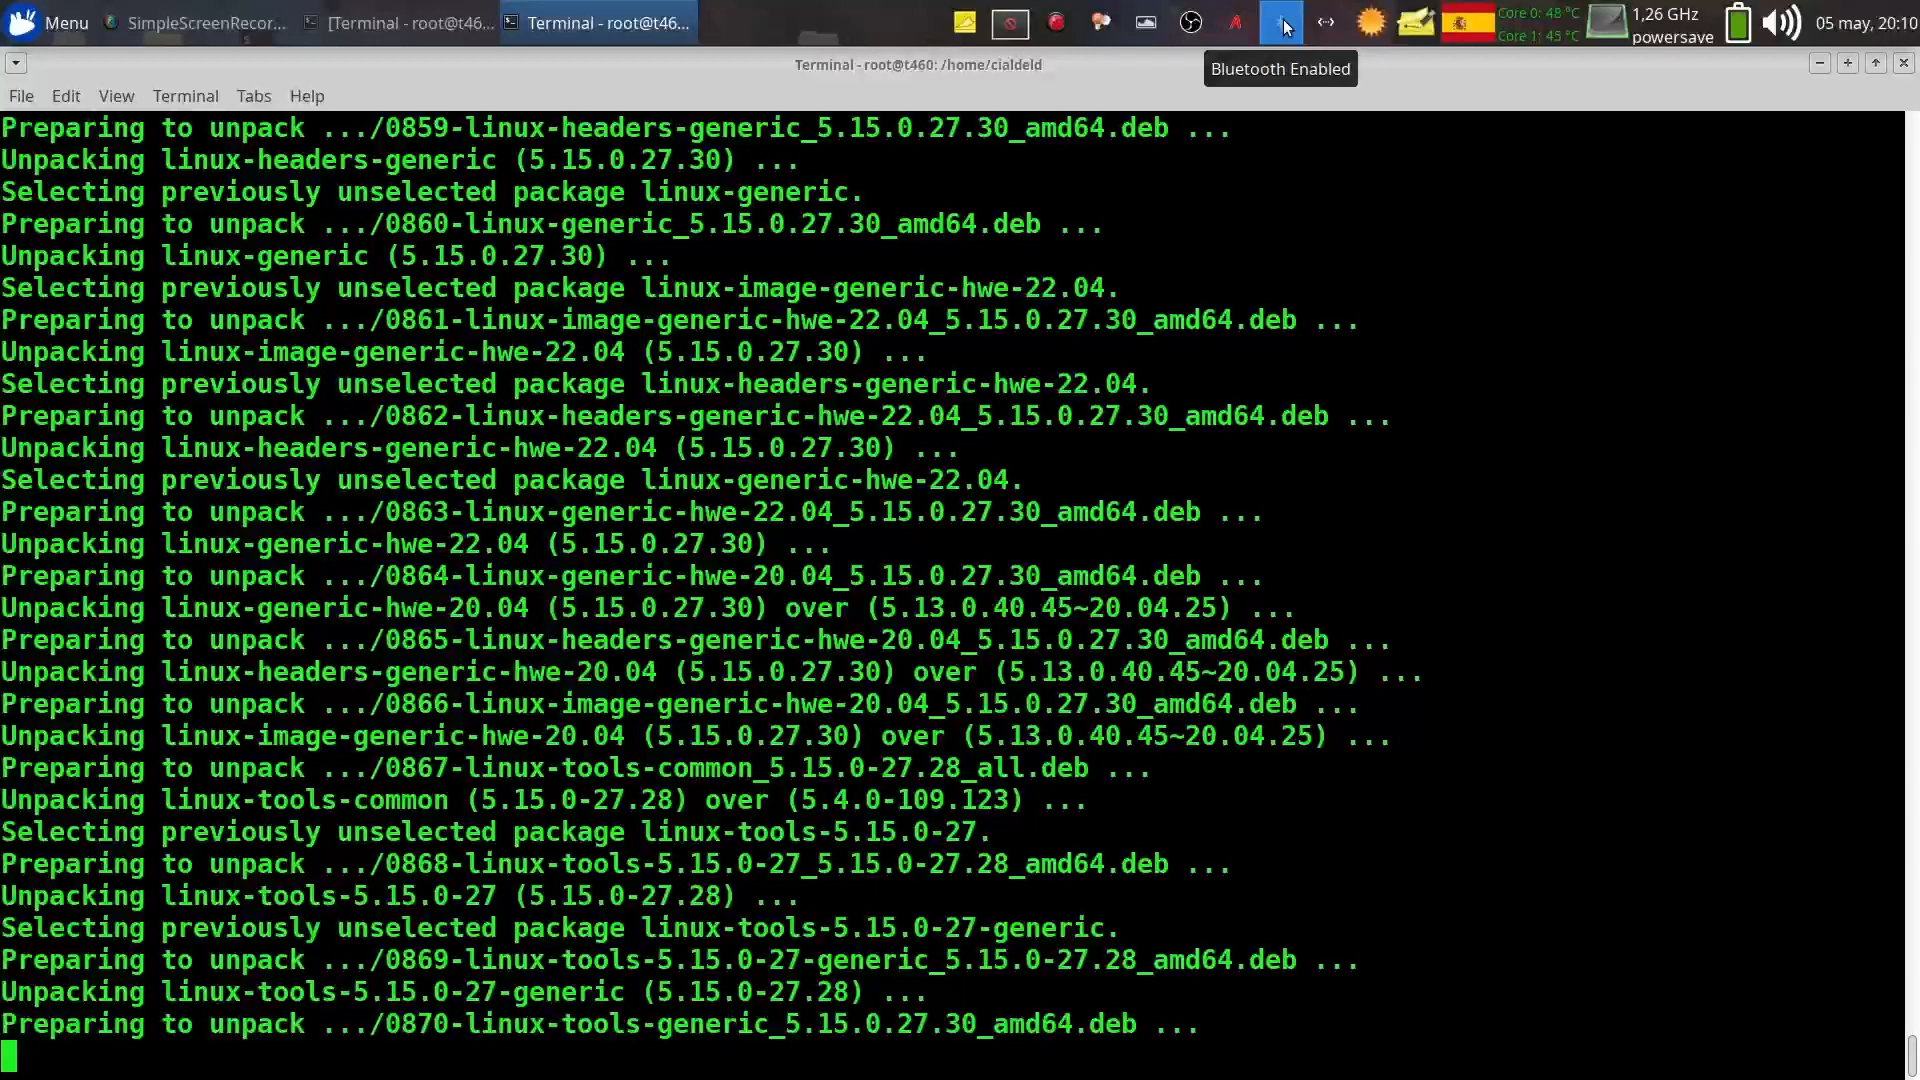 Menu SimpleScreenRecor... [Terminal - root@t46... Terminal - root@t46... Core 0: 48 °C 1,26 GHz 05 may, 20:10
Core 1: 45 °C powersave
Terminal - root@t460: /home/cialdeld
Bluetooth Enabled
File Edit View Terminal Tabs Help
Preparing to unpack .../0859-linux-headers-generic_5.15.0.27.30_amd64.deb ...
Unpacking linux-headers-generic (5.15.0.27.30) ...
Selecting previously unselected package linux-generic.
Preparing to unpack .../0860-linux-generic_5.15.0.27.30_amd64.deb ...
Unpacking linux-generic (5.15.0.27.30) ...
Selecting previously unselected package linux-image-generic-hwe-22.04.
Preparing to unpack .../0861-linux-image-generic-hwe-22.04_5.15.0.27.30_amd64.deb ...
Unpacking linux-image-generic-hwe-22.04 (5.15.0.27.30) ...
Selecting previously unselected package linux-headers-generic-hwe-22.04.
Preparing to unpack .../0862-linux-headers-generic-hwe-22.04_5.15.0.27.30_amd64.deb ...
Unpacking linux-headers-generic-hwe-22.04 (5.15.0.27.30) ...
Selecting previously unselected package linux-generic-hwe-22.04.
Preparing to unpack .../0863-linux-generic-hwe-22.04_5.15.0.27.30_amd64.deb ...
Unpacking linux-generic-hwe-22.04 (5.15.0.27.30) ...
Preparing to unpack .../0864-linux-generic-hwe-20.04_5.15.0.27.30_amd64.deb ...
Unpacking linux-generic-hwe-20.04 (5.15.0.27.30) over (5.13.0.40.45~20.04.25) ...
Preparing to unpack .../0865-linux-headers-generic-hwe-20.04_5.15.0.27.30_amd64.deb ...
Unpacking linux-headers-generic-hwe-20.04 (5.15.0.27.30) over (5.13.0.40.45~20.04.25) ...
Preparing to unpack .../0866-linux-image-generic-hwe-20.04_5.15.0.27.30_amd64.deb ...
Unpacking linux-image-generic-hwe-20.04 (5.15.0.27.30) over (5.13.0.40.45~20.04.25) ...
Preparing to unpack .../0867-linux-tools-common_5.15.0-27.28_all.deb ...
Unpacking linux-tools-common (5.15.0-27.28) over (5.4.0-109.123) ...
Selecting previously unselected package linux-tools-5.15.0-27.
Preparing to unpack .../0868-linux-tools-5.15.0-27_5.15.0-27.28_amd64.deb ...
Unpacking linux-tools-5.15.0-27 (5.15.0-27.28) ...
Selecting previously unselected package linux-tools-5.15.0-27-generic.
Preparing to unpack .../0869-linux-tools-5.15.0-27-generic_5.15.0-27.28_amd64.deb ...
Unpacking linux-tools-5.15.0-27-generic (5.15.0-27.28) ...
Preparing to unpack .../0870-linux-tools-generic_5.15.0.27.30_amd64.deb ...